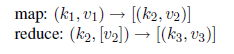 map: (k₁,v₁) → [(k₂,v₂)]
reduce: (k₂,[v₂]) → [(k₃,v₃)]